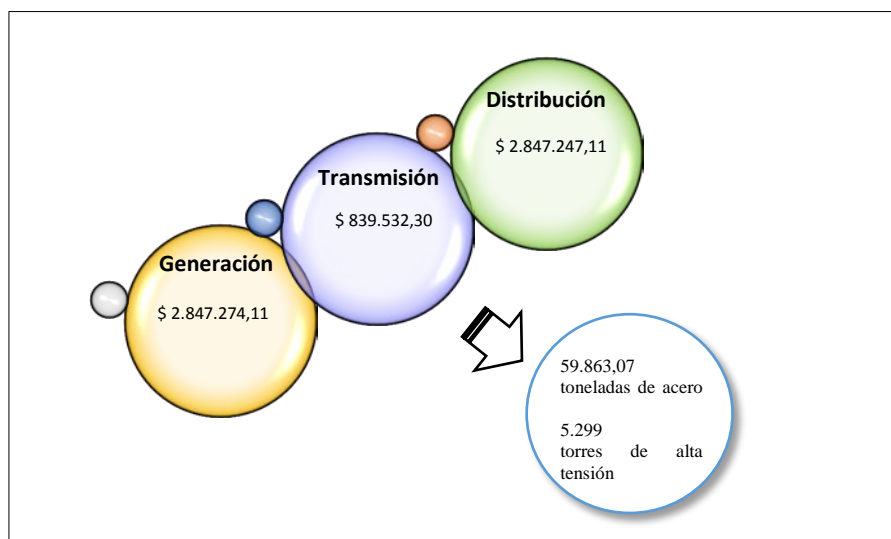 Distribución
$ 2.847.247,11
Transmisión
$ 839.532,30
Generación
$ 2.847.274,11
59.863,07
toneladas de acero
5.299
torres de alta
tensión